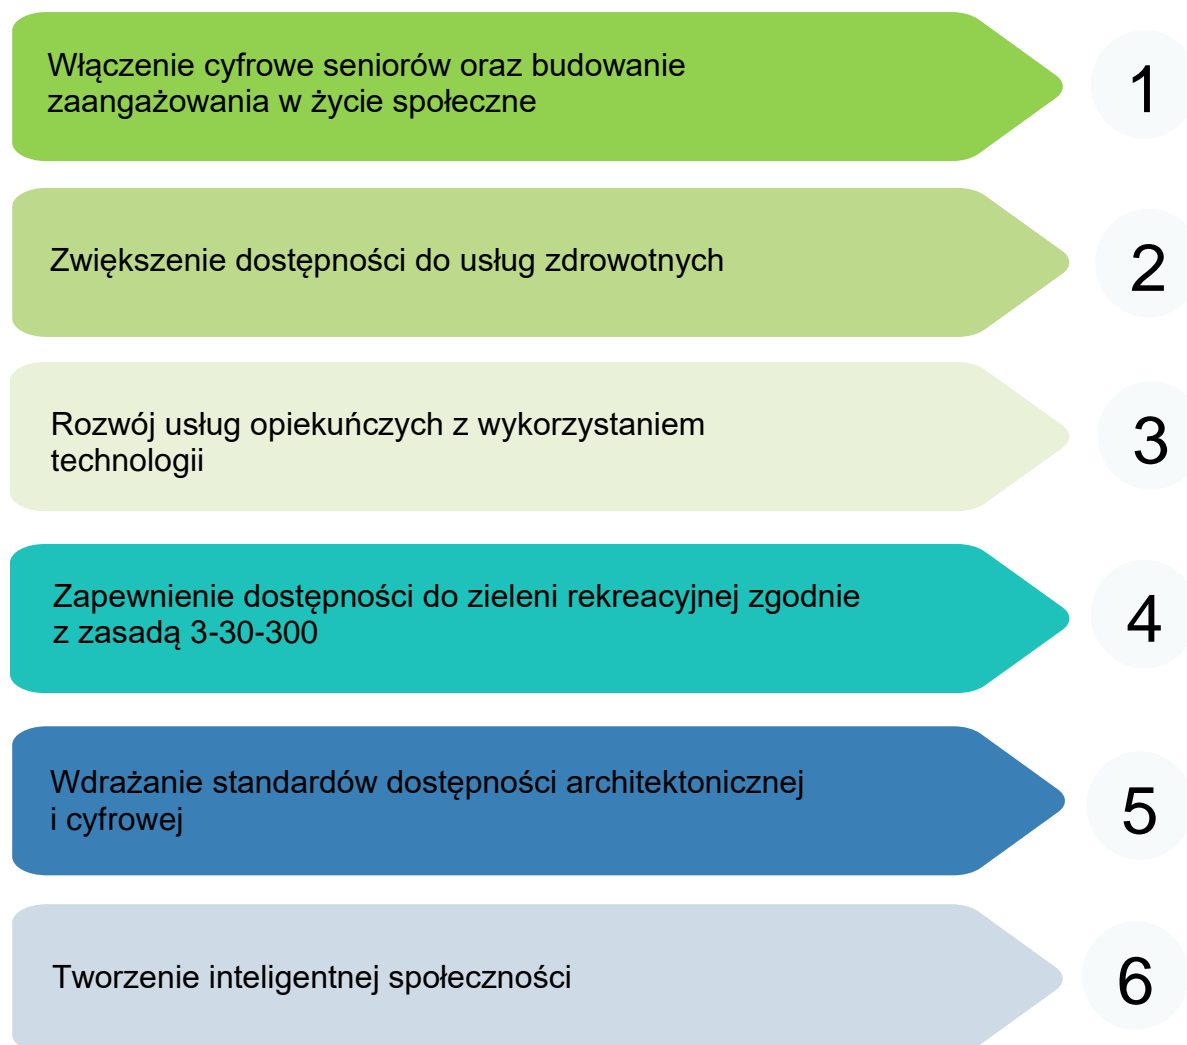 Włączenie cyfrowe seniorów oraz budowanie
zaangażowania w życie społeczne
1
Zwiększenie dostępności do usług zdrowotnych
2
Rozwój usług opiekuńczych z wykorzystaniem
technologii
3
Zapewnienie dostępności do zieleni rekreacyjnej zgodnie
z zasadą 3-30-300
4
Wdrażanie standardów dostępności architektonicznej
i cyfrowej
5
Tworzenie inteligentnej społeczności
6